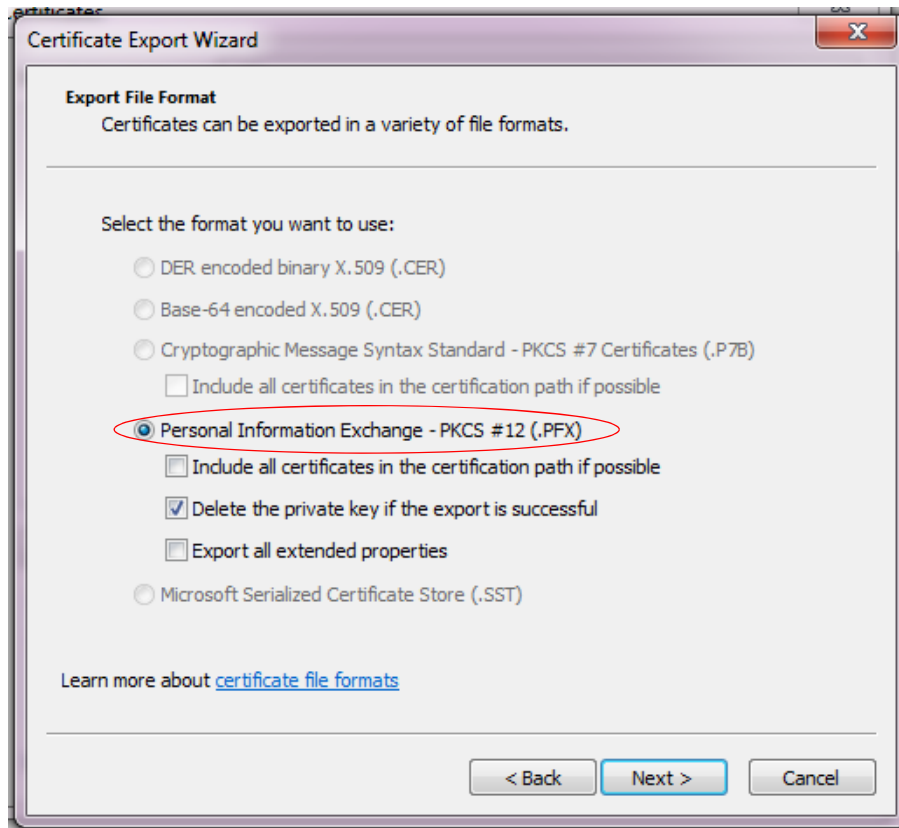 ertificates
Certificate Export Wizard
Export File Format
Certificates can be exported in a variety of file formats.
Select the format you want to use:
DER encoded binary X.509 (.CER)
Base-64 encoded X.509 (.CER)
Cryptographic Message Syntax Standard - PKCS #7 Certificates (.P7B)
Include all certificates in the certification path if possible
Personal Information Exchange - PKCS #12 (.PFX)
Include all certificates in the certification path if possible
Delete the private key if the export is successful
Export all extended properties
Microsoft Serialized Certificate Store (.SST)
Learn more about certificate file formats
< Back Next > Cancel